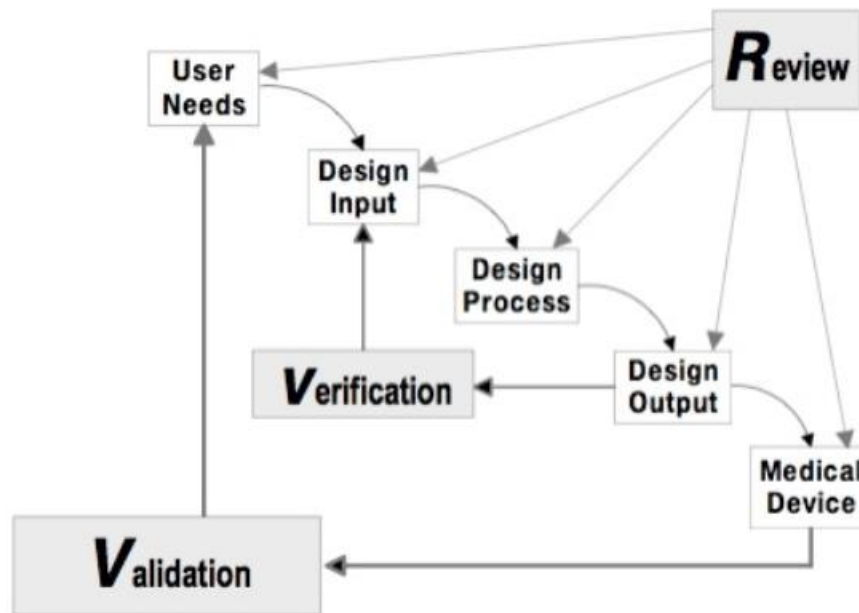 User
Needs
Review
Design
Input
Design
Process
Verification
Design
Output
Medical
Device
Validation